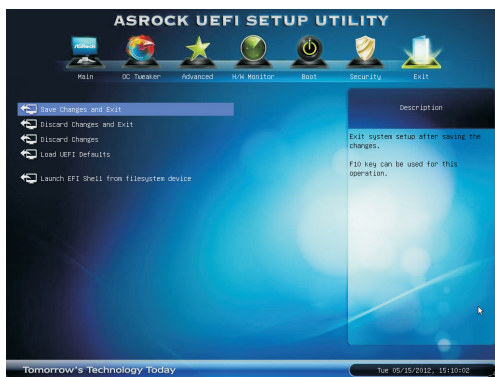 ASROCK UEFI SETUP UTILITY
ASRock
Main OC Tweaker Advanced H/W Monitor Boot Security Exit
Save Changes and Exit
Discard Changes and Exit
Discard Changes
Load UEFI Defaults
Launch EFI Shell from filesystem device
Description
Exit system setup after saving the
changes.
F10 key can be used for this
operation.
Tomorrow's Technology Today
Tue 05/15/2012, 15:10:02